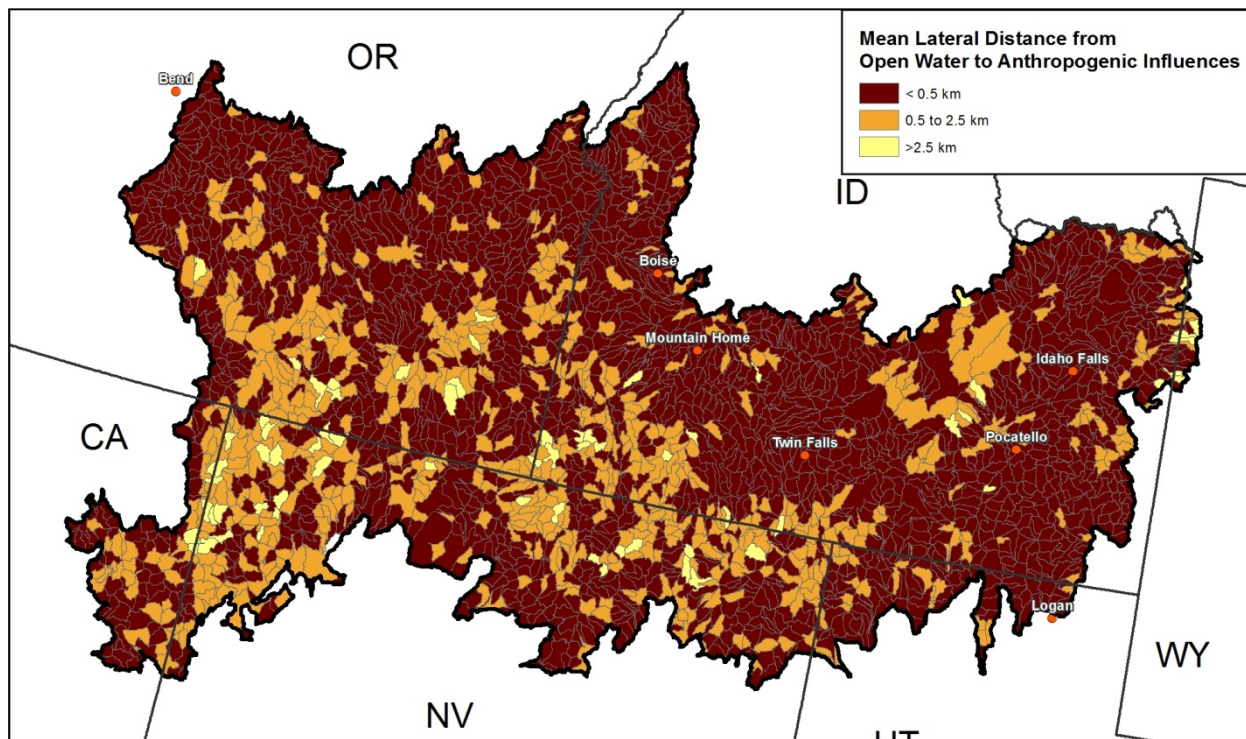 OR
Bend
Mean Lateral Distance from
Open Water to Anthropogenic Influences
< 0.5 km
0.5 to 2.5 km
>2.5 km
ID
Boise
Mountain Home
Idaho Falls
CA
Twin Falls
Pocatello
Logan
WY
NV
UT